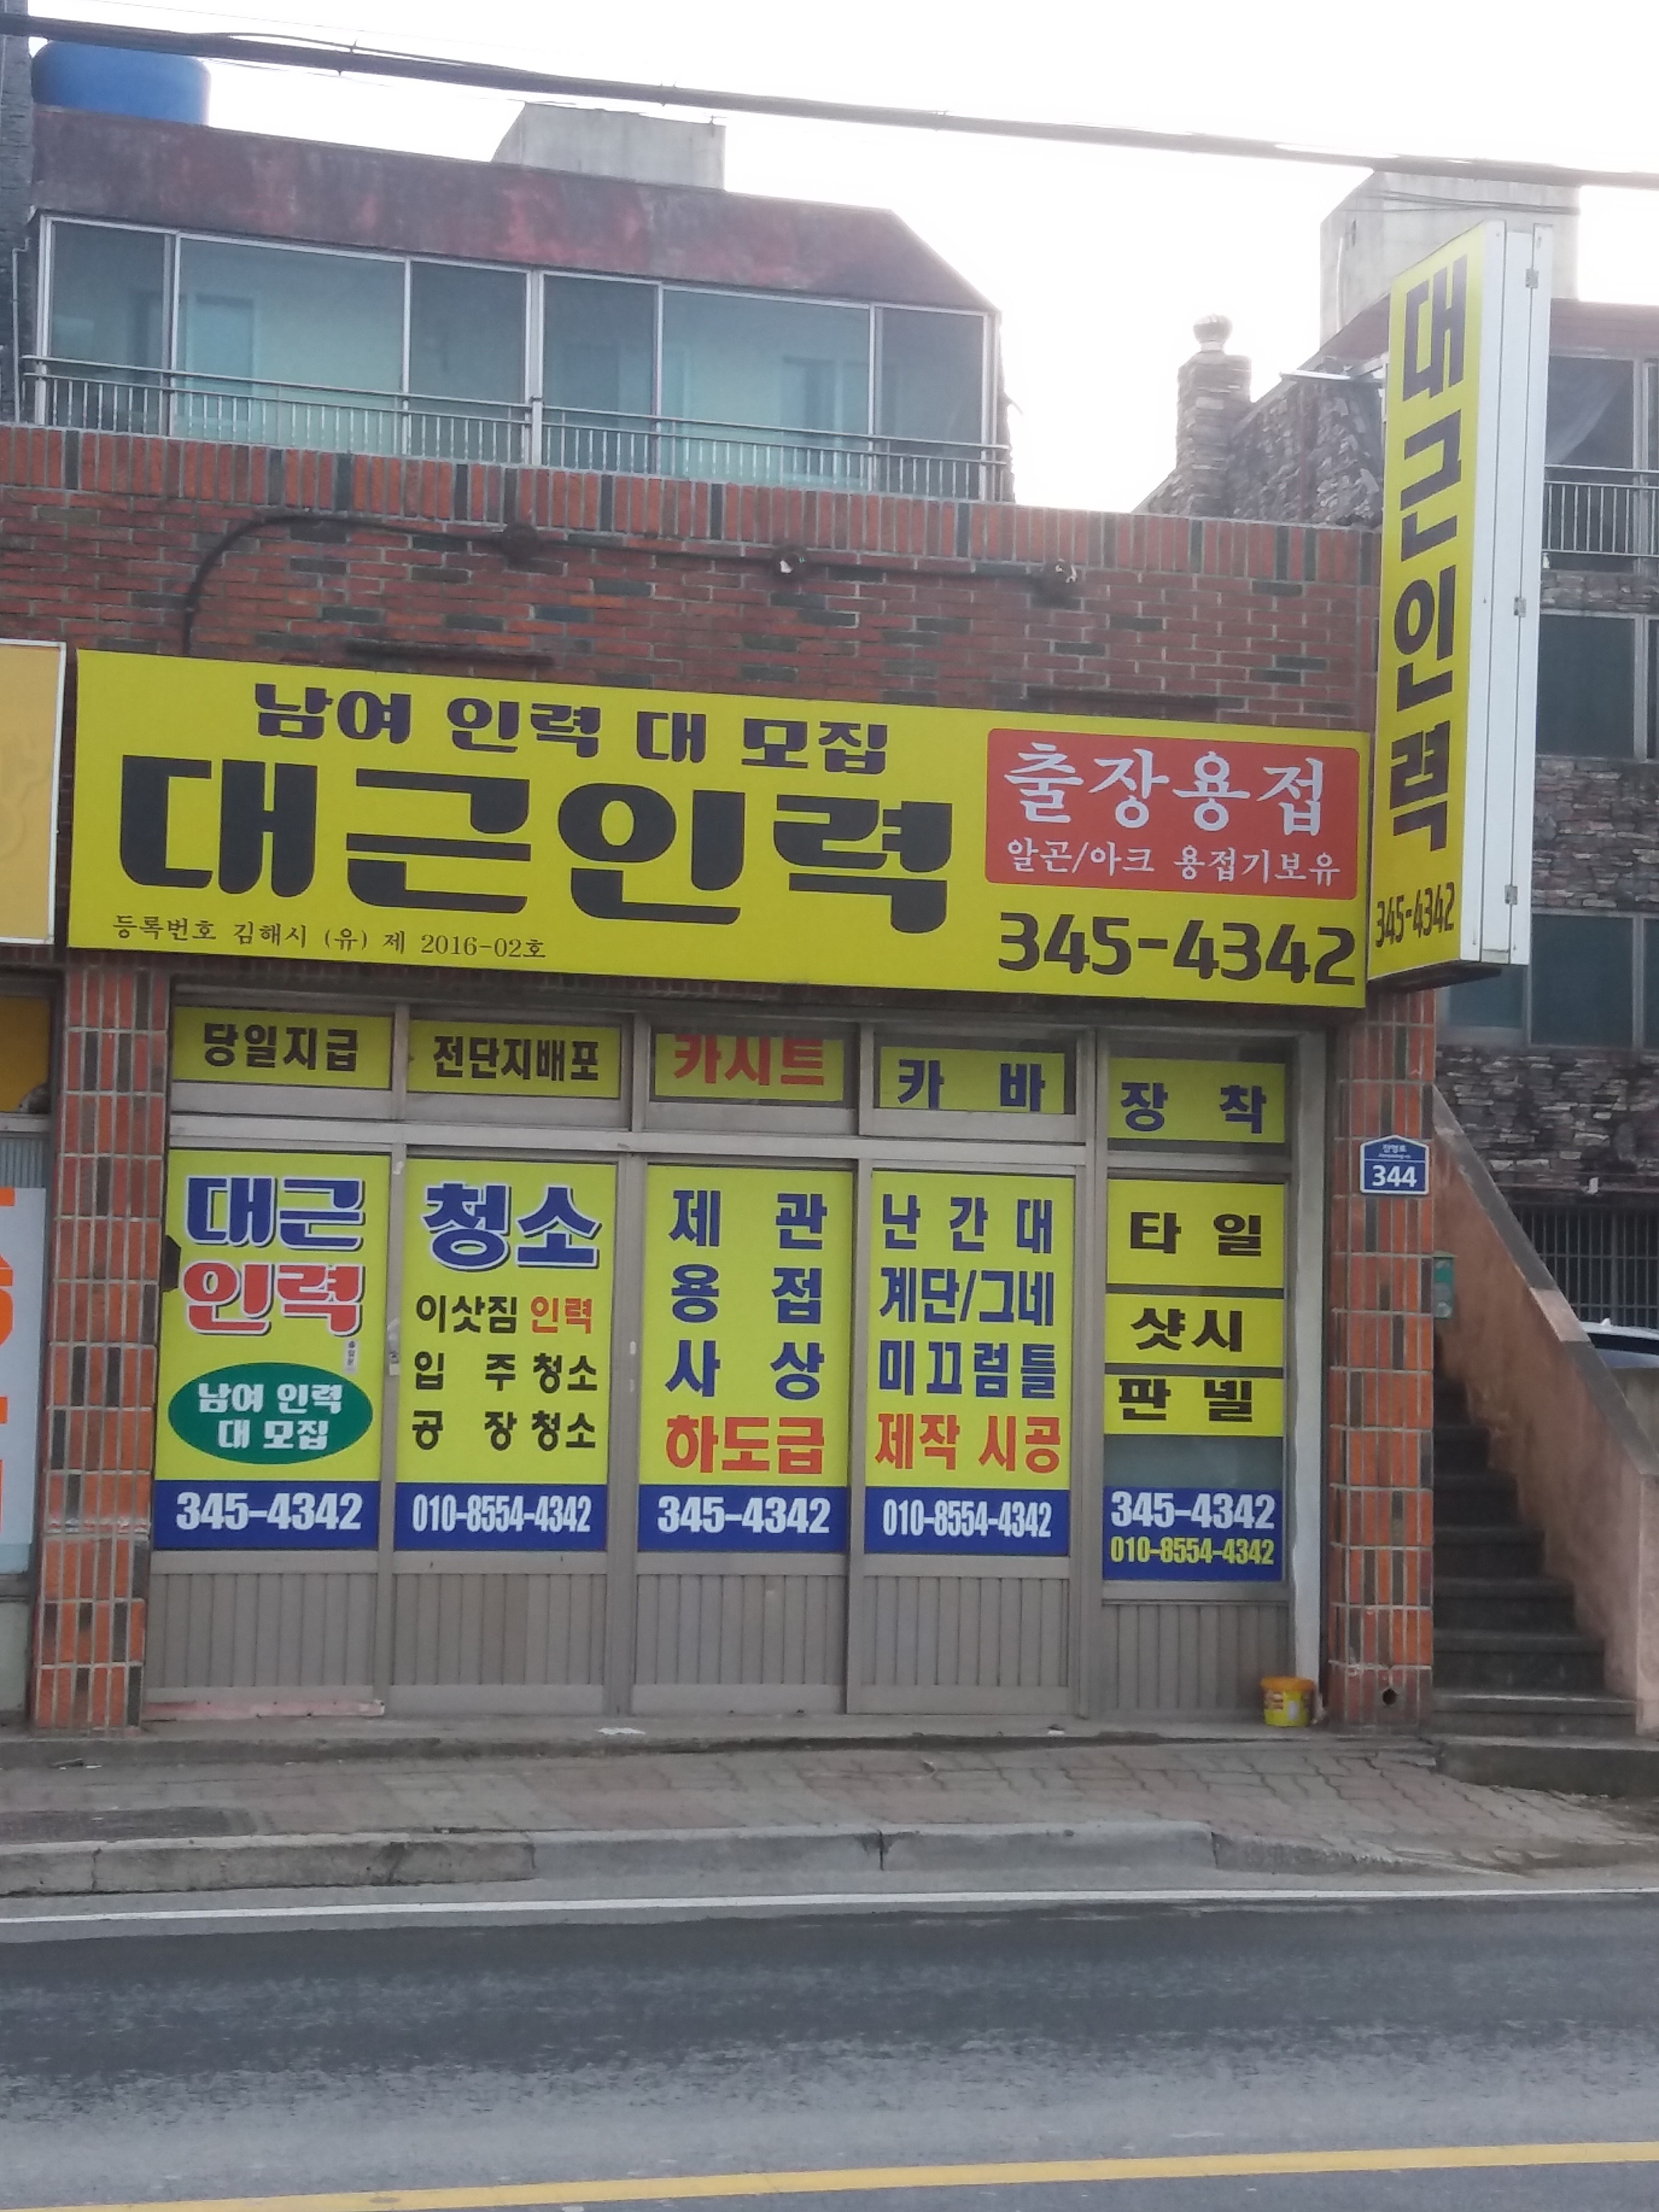 남여 인력 대 모집
대근인력
등록번호 김해시 (유) 제 2016-02호
출장용접
알곤/아크 용접기보유
345-4342
대근인력
345-4342
당일지급
전단지배포
카시트
카 바
장 착
대근
인력
남여 인력
대 모집
345-4342
청소
이삿짐 인력
입 주 청소
공 장 청소
010-8554-4342
제 관
용 접
사 상
하도급
345-4342
난 간 대
계단/그네
미끄럼틀
제작 시공
010-8554-4342
타 일
샷시
판 넬
345-4342
010-8554-4342
344